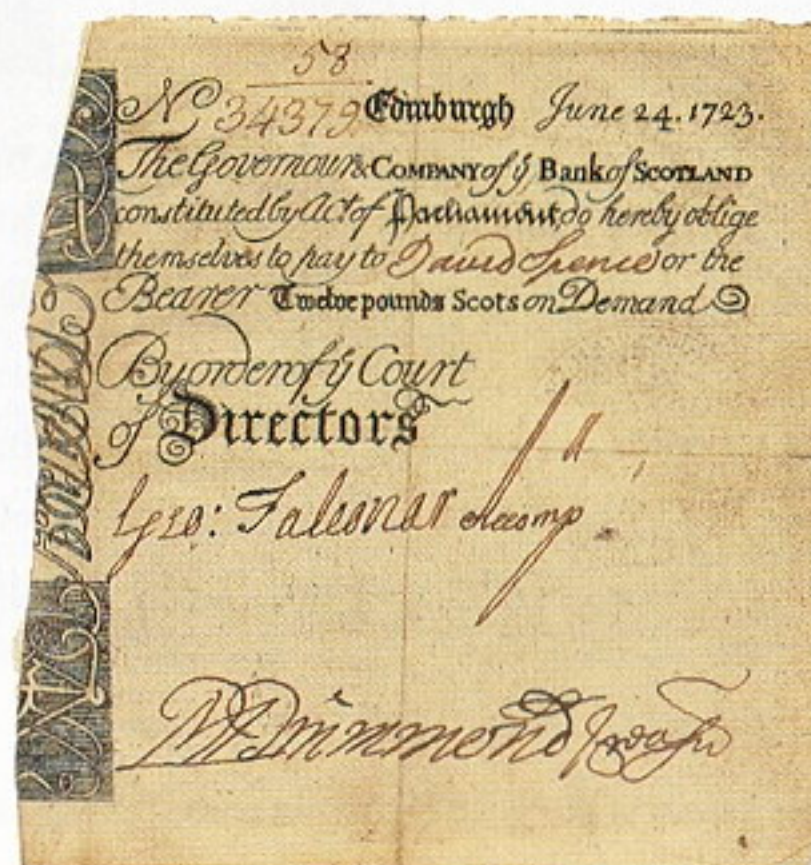 58
No 34379 Edinburgh June 24. 1723.
The Governour & COMPANY of ÿ Bank of SCOTLAND
constituted by Act of Parliament, do hereby oblige
themselves to pay to David Spence or the
Bearer Twelve pounds Scots on Demand
By order of ÿ Court
of Directors
Geo: Falconar Accomp
Drummond